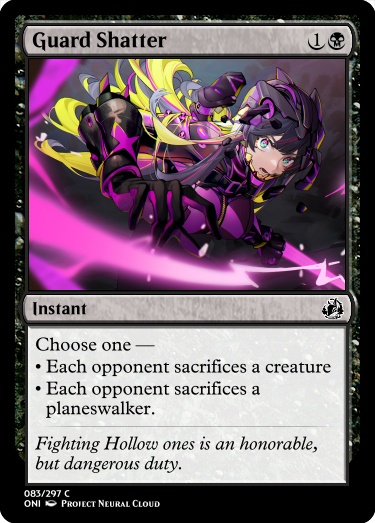 Guard Shatter 1
Instant
Choose one —
• Each opponent sacrifices a creature
• Each opponent sacrifices a
planeswalker.
Fighting Hollow ones is an honorable,
but dangerous duty.
083/297 C
ONI Project Neural Cloud